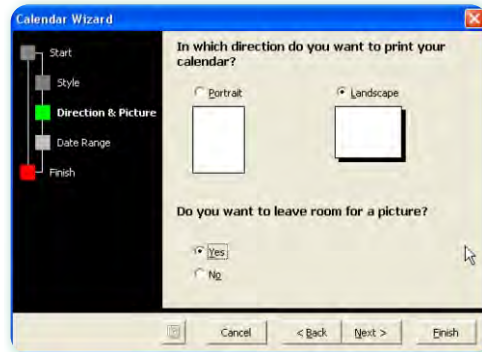 Calendar Wizard
Start
Style
Direction & Picture
Date Range
Finish
In which direction do you want to print your
calendar?
Portrait
Landscape
Do you want to leave room for a picture?
Yes
No
Cancel
< Back
Next >
Finish